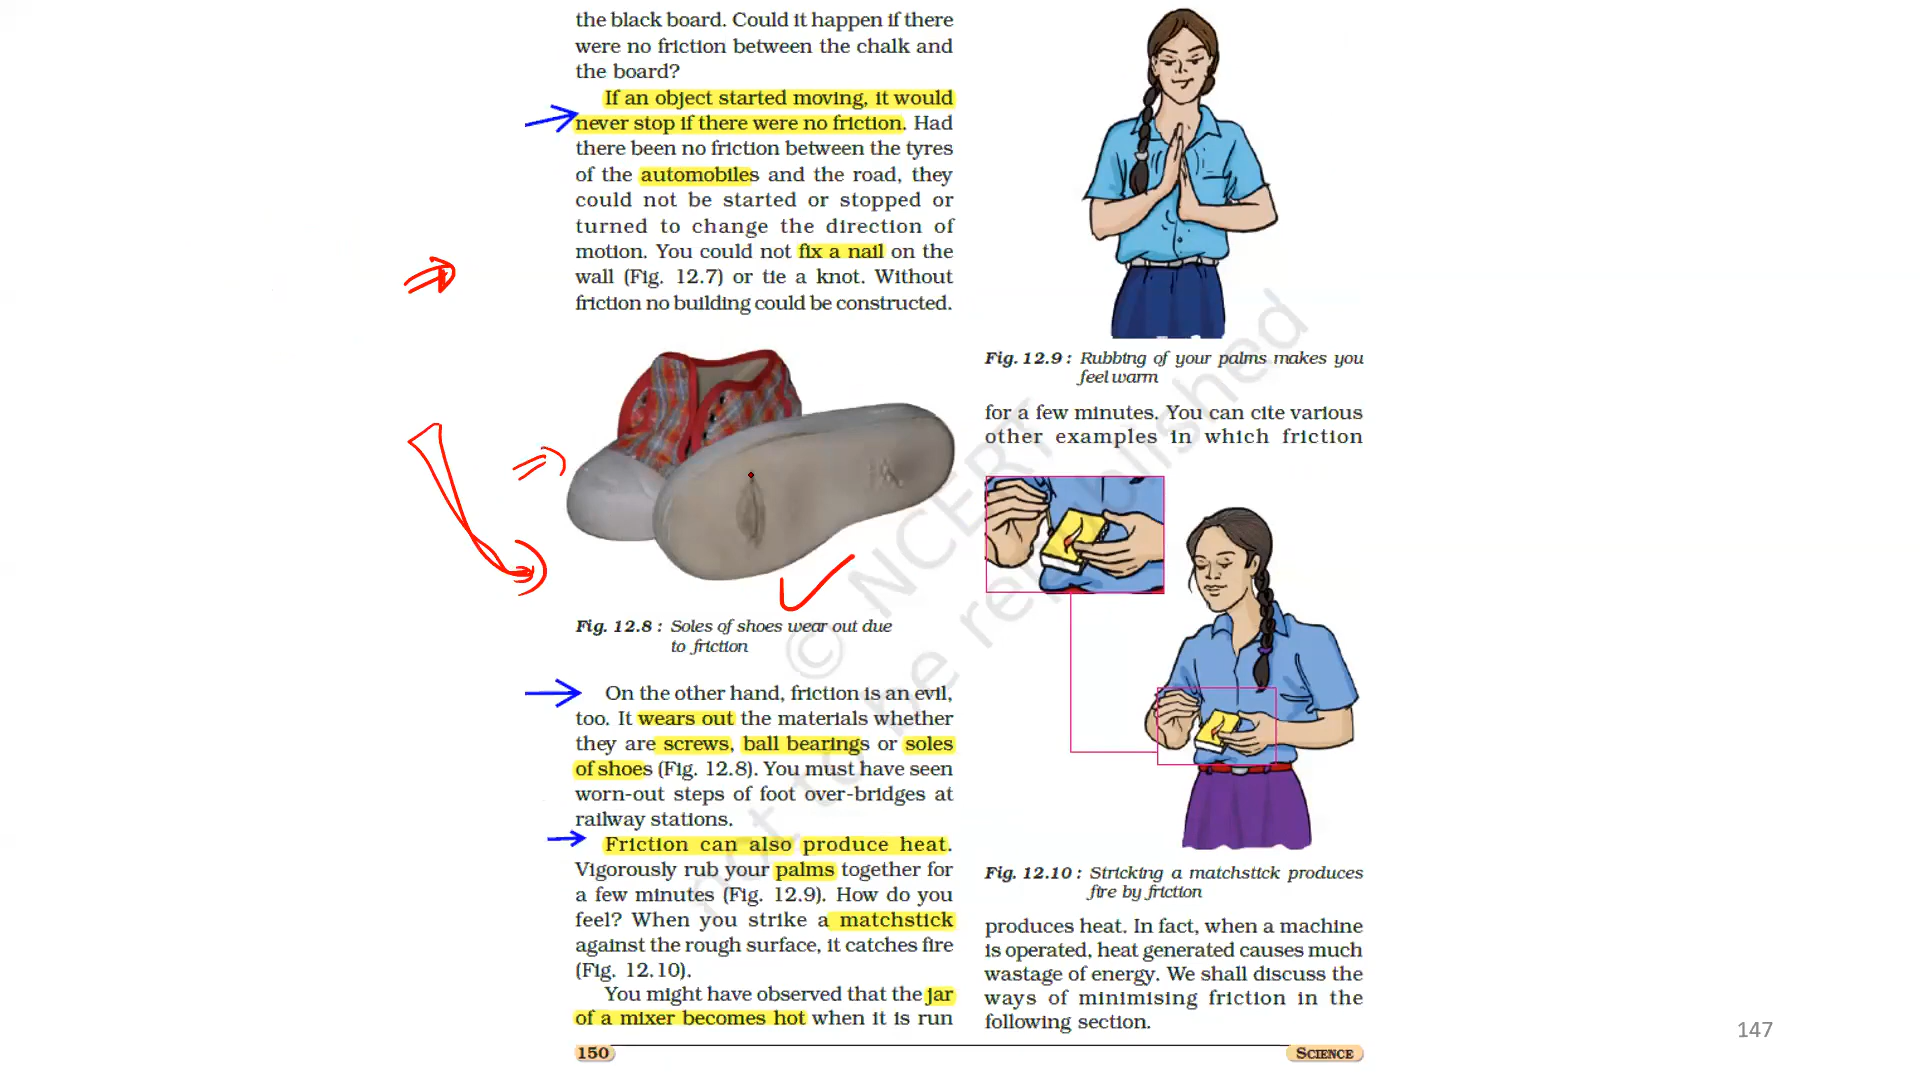 the black board. Could it happen if there
were no friction between the chalk and
the board?
If an object started moving, it would
never stop if there were no friction. Had
there been no friction between the tyres
of the automobiles and the road, they
could not be started or stopped or
turned to change the direction of
motion. You could not fix a nail on the
wall (Fig. 12.7) or tie a knot. Without
friction no building could be constructed.
Fig. 12.8 : Soles of shoes wear out due
to friction
On the other hand, friction is an evil,
too. It wears out the materials whether
they are screws, ball bearings or soles
of shoes (Fig. 12.8). You must have seen
worn-out steps of foot over-bridges at
railway stations.
Friction can also produce heat.
Vigorously rub your palms together for
a few minutes (Fig. 12.9). How do you
feel? When you strike a matchstick
against the rough surface, it catches fire
(Fig. 12.10).
You might have observed that the jar
of a mixer becomes hot when it is run
Fig. 12.9 : Rubbing of your palms makes you
feel warm
for a few minutes. You can cite various
other examples in which friction
Fig. 12.10 : Stricking a matchstick produces
fire by friction
produces heat. In fact, when a machine
is operated, heat generated causes much
wastage of energy. We shall discuss the
ways of minimising friction in the
following section.
© NCERT
not to be republished
150
SCIENCE
147